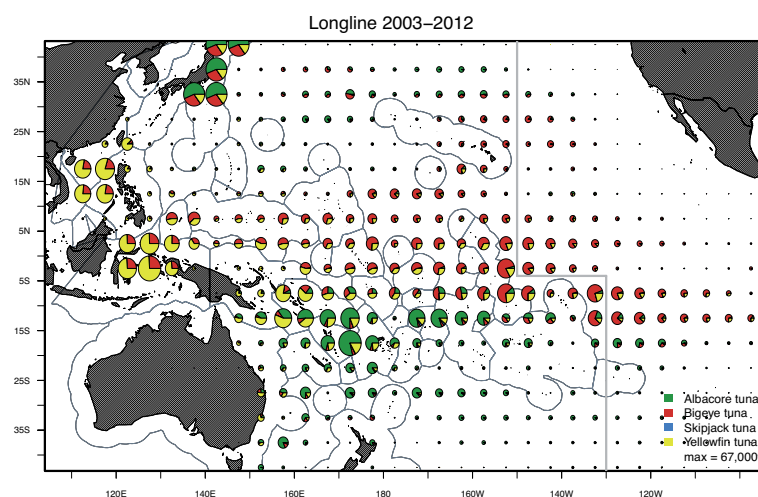 Longline 2003−2012
35N
25N
15N
5N
5S
15S
25S
35S
Albacore tuna
Bigeye tuna
Skipjack tuna
Yellowfin tuna
max = 67,000
120E
140E
160E
180
160W
140W
120W